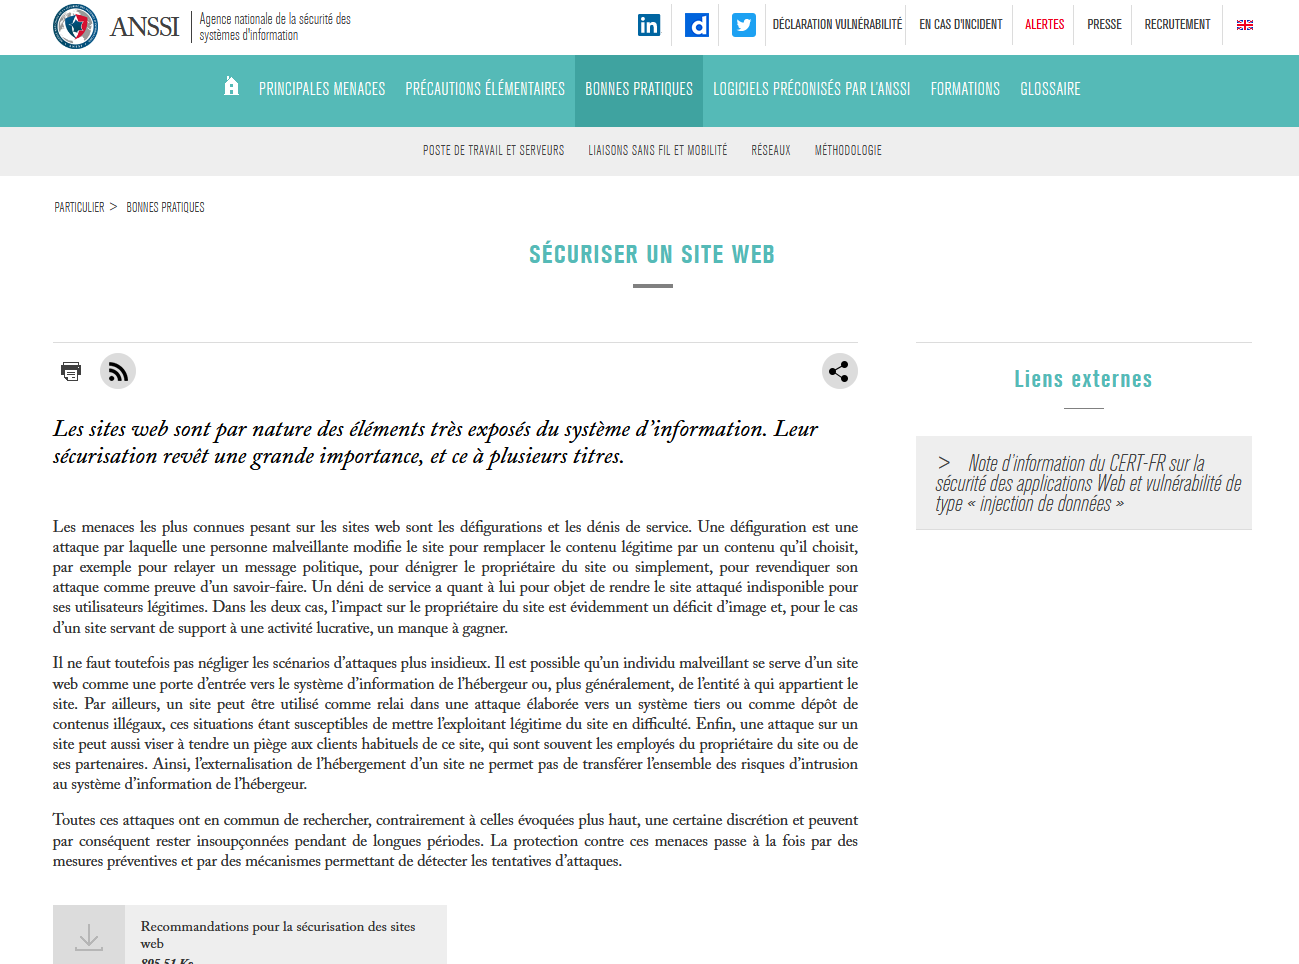 ANSSI
Agence nationale de la sécurité des
systèmes d'information
in
d
DÉCLARATION VULNÉRABILITÉ
EN CAS D'INCIDENT
ALERTES
PRESSE
RECRUTEMENT
PRINCIPALES MENACES
PRÉCAUTIONS ÉLÉMENTAIRES
BONNES PRATIQUES
LOGICIELS PRÉCONISÉS PAR L'ANSSI
FORMATIONS
GLOSSAIRE
POSTE DE TRAVAIL ET SERVEURS
LIAISONS SANS FIL ET MOBILITÉ
RÉSEAUX
MÉTHODOLOGIE
PARTICULIER > BONNES PRATIQUES
SÉCURISER UN SITE WEB
Les sites web sont par nature des éléments très exposés du système d'information. Leur
sécurisation revêt une grande importance, et ce à plusieurs titres.
Les menaces les plus connues pesant sur les sites web sont les défigurations et les dénis de service. Une défiguration est une
attaque par laquelle une personne malveillante modifie le site pour remplacer le contenu légitime par un contenu qu'il choisit,
par exemple pour relayer un message politique, pour dénigrer le propriétaire du site ou simplement, pour revendiquer son
attaque comme preuve d'un savoir-faire. Un déni de service a quant à lui pour objet de rendre le site attaqué indisponible pour
ses utilisateurs légitimes. Dans les deux cas, l'impact sur le propriétaire du site est évidemment un déficit d'image et, pour le cas
d'un site servant de support à une activité lucrative, un manque à gagner.
Il ne faut toutefois pas négliger les scénarios d'attaques plus insidieux. Il est possible qu'un individu malveillant se serve d'un site
web comme une porte d'entrée vers le système d'information de l'hébergeur ou, plus généralement, de l'entité à qui appartient le
site. Par ailleurs, un site peut être utilisé comme relai dans une attaque élaborée vers un système tiers ou comme dépôt de
contenus illégaux, ces situations étant susceptibles de mettre l'exploitant légitime du site en difficulté. Enfin, une attaque sur un
site peut aussi viser à tendre un piège aux clients habituels de ce site, qui sont souvent les employés du propriétaire du site ou de
ses partenaires. Ainsi, l'externalisation de l'hébergement d'un site ne permet pas de transférer l'ensemble des risques d'intrusion
au système d'information de l'hébergeur.
Toutes ces attaques ont en commun de rechercher, contrairement à celles évoquées plus haut, une certaine discrétion et peuvent
par conséquent rester insoupçonnées pendant de longues périodes. La protection contre ces menaces passe à la fois par des
mesures préventives et par des mécanismes permettant de détecter les tentatives d'attaques.
Recommandations pour la sécurisation des sites
web
895.51 Ko
Liens externes
> Note d'information du CERT-FR sur la
sécurité des applications Web et vulnérabilité de
type « injection de données »